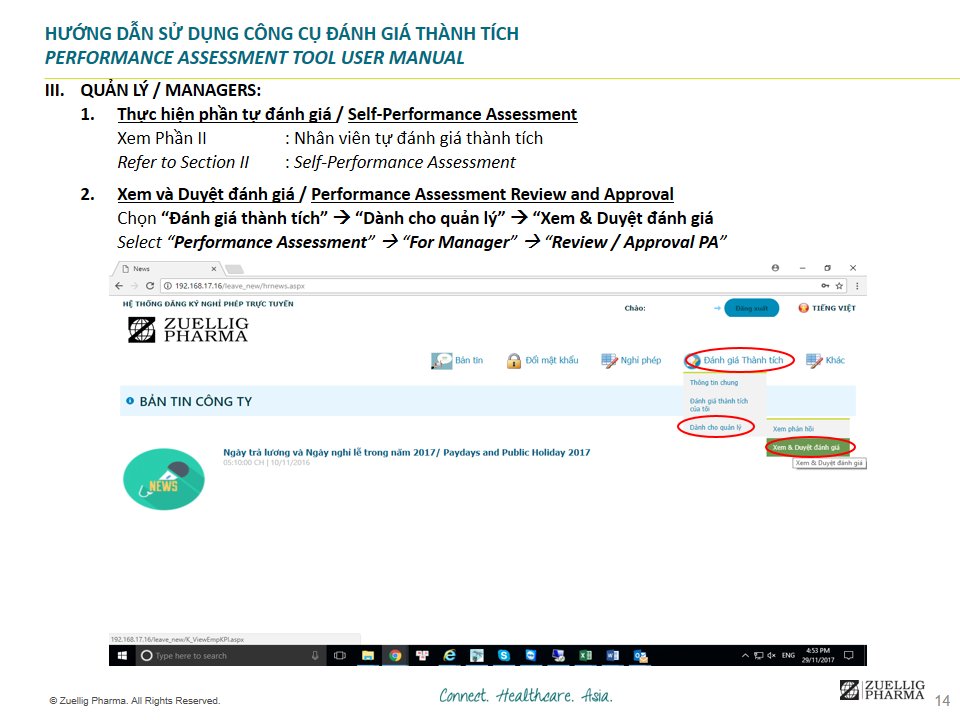 HƯỚNG DẪN SỬ DỤNG CÔNG CỤ ĐÁNH GIÁ THÀNH TÍCH
PERFORMANCE ASSESSMENT TOOL USER MANUAL
III. QUẢN LÝ / MANAGERS:
1. Thực hiện phần tự đánh giá / Self-Performance Assessment
Xem Phần II : Nhân viên tự đánh giá thành tích
Refer to Section II : Self-Performance Assessment
2. Xem và Duyệt đánh giá / Performance Assessment Review and Approval
Chọn “Đánh giá thành tích” → “Dành cho quản lý” → “Xem & Duyệt đánh giá
Select “Performance Assessment” → “For Manager” → “Review / Approval PA”
News
192.168.17.16/leave_new/hrnews.aspx
HỆ THỐNG ĐĂNG KÝ NGHỈ PHÉP TRỰC TUYẾN
Chào:
Đăng xuất
TIẾNG VIỆT
ZUELLIG
PHARMA
Bản tin
Đổi mật khẩu
Nghỉ phép
Đánh giá Thành tích
Khác
Thông tin chung
Đánh giá thành tích
của tôi
Dành cho quản lý
Xem phản hồi
Xem & Duyệt đánh giá
Xem & Duyệt đánh giá
BẢN TIN CÔNG TY
NEWS
Ngày trả lương và Ngày nghỉ lễ trong năm 2017/ Paydays and Public Holiday 2017
05:10:00 CH | 10/11/2016
192.168.17.16/leave_new/K_ViewEmpKPI.aspx
Type here to search
ENG
4:53 PM
29/11/2017
© Zuellig Pharma. All Rights Reserved.
Connect. Healthcare. Asia.
ZUELLIG
PHARMA
14